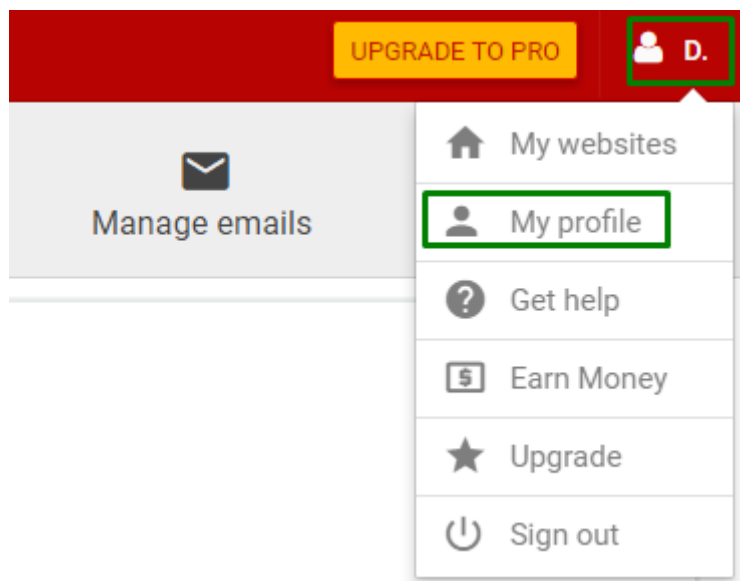 UPGRADE TO PRO
D.
Manage emails
My websites
My profile
Get help
Earn Money
Upgrade
Sign out